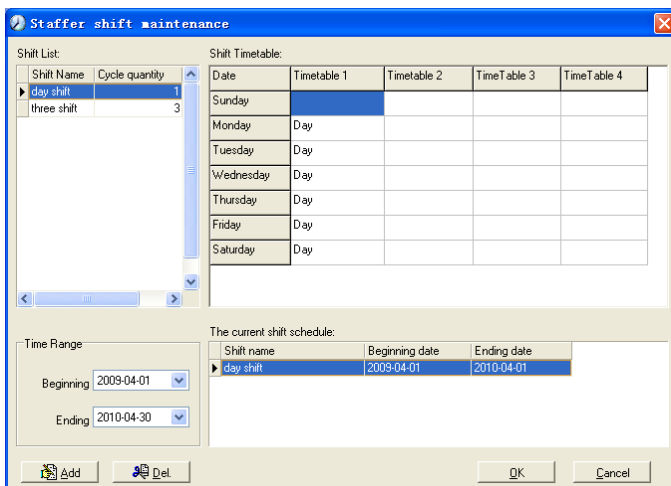 Staffer shift maintenance
Shift List:
Shift Name Cycle quantity
day shift 1
three shift 3
Shift Timetable:
Date Timetable 1 Timetable 2 TimeTable 3 TimeTable 4
Sunday
Monday Day
Tuesday Day
Wednesday Day
Thursday Day
Friday Day
Saturday Day
Time Range
Beginning 2009-04-01
Ending 2010-04-30
The current shift schedule:
Shift name Beginning date Ending date
day shift 2009-04-01 2010-04-01
Add Del. OK Cancel